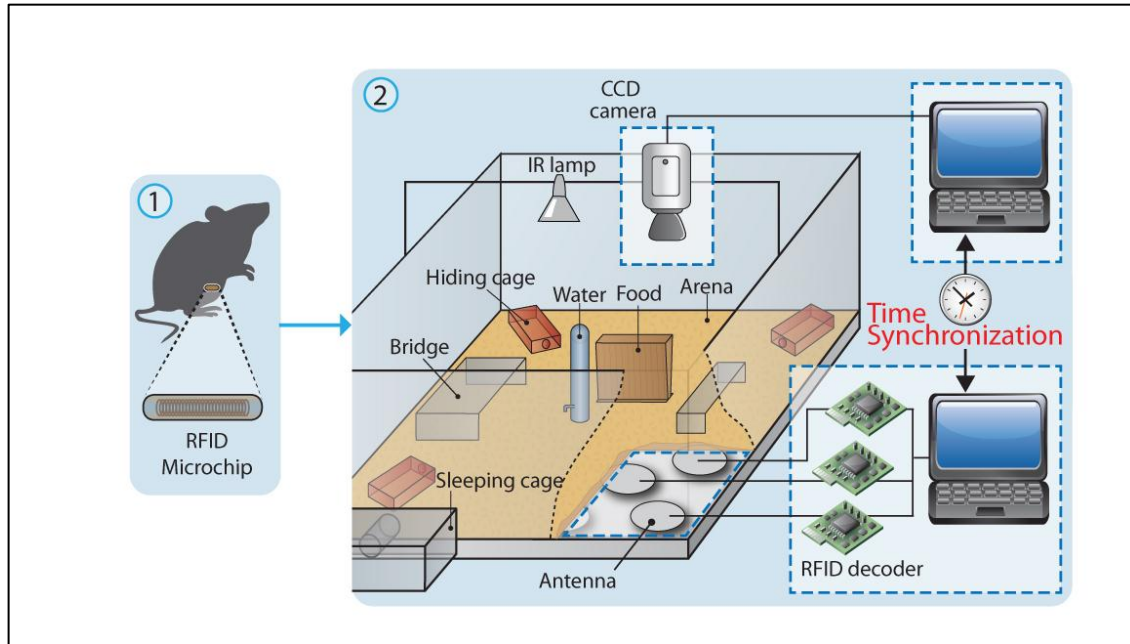 1
RFID
Microchip
2
CCD
camera
IR lamp
Hiding cage
Water
Food
Arena
Bridge
Sleeping cage
Antenna
Time
Synchronization
RFID decoder